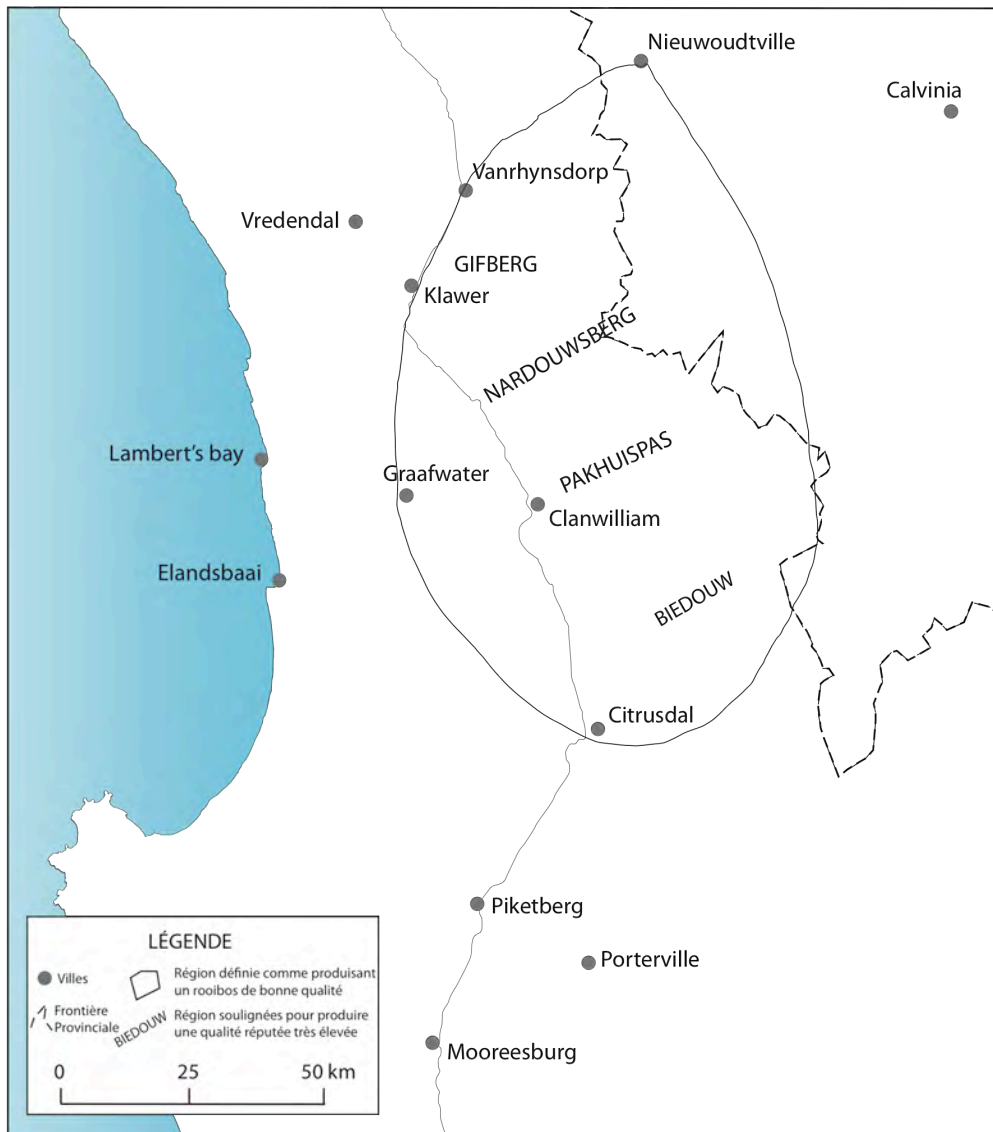 Nieuwoudtville
Calvinia
Vanrhynsdorp
Vredendal
GIFBERG
Klawer
NARDOUWSBERG
PAKHUISPAS
Lambert's bay
Graafwater
Clanwilliam
Elandsbaai
BIEDOUW
Citrusdal
Piketberg
Porterville
Mooreesburg
LÉGENDE
Villes
Région définie comme produisant
un rooibos de bonne qualité
Frontière
Provinciale
BIEDOUW
Région soulignées pour produire
une qualité réputée très élevée
0 25 50 km